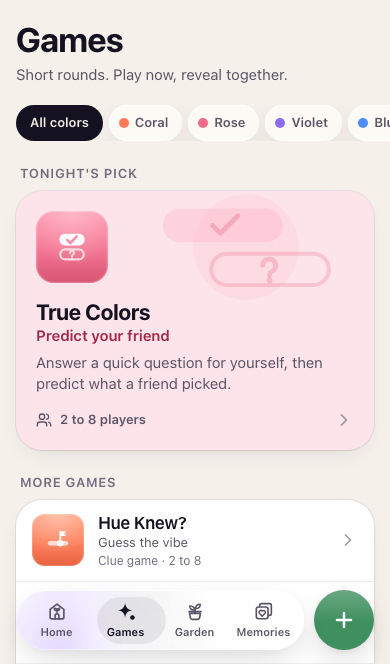 Games
Short rounds. Play now, reveal together.
All colors Coral Rose Violet Blu
TONIGHT'S PICK
True Colors
Predict your friend
Answer a quick question for yourself, then
predict what a friend picked.
2 to 8 players
MORE GAMES
Hue Knew?
Guess the vibe
Clue game · 2 to 8
Home Games Garden Memories